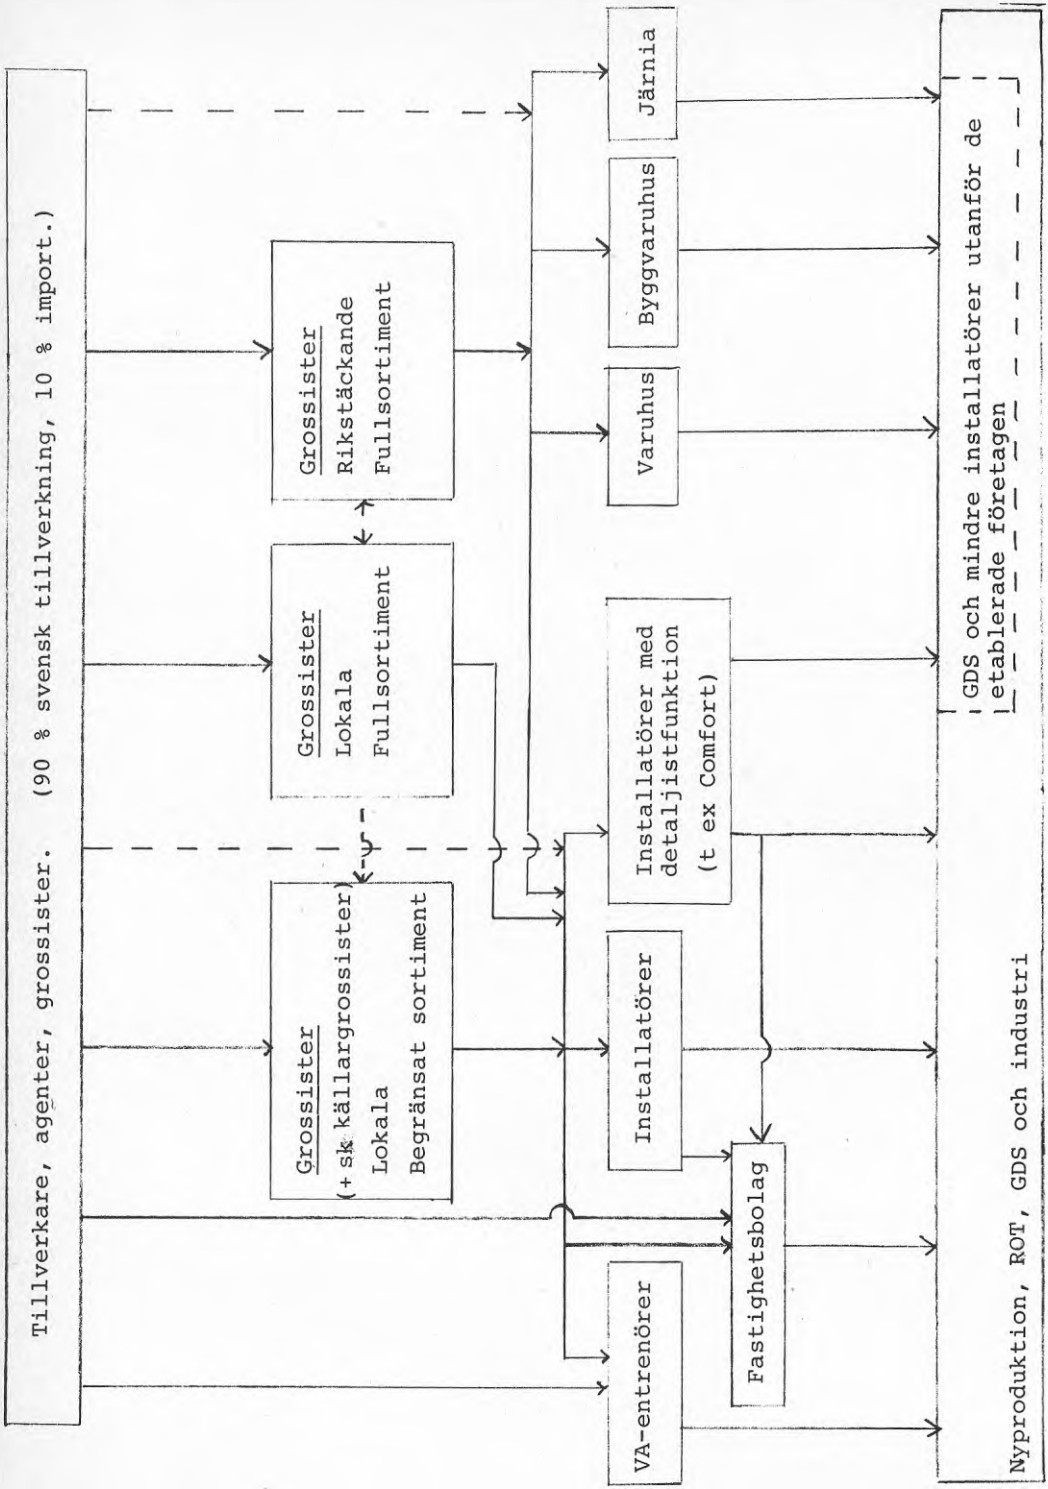 Tillverkare, agenter, grossister. (90 % svensk tillverkning, 10 % import.)
Grossister
(+ sk källargrossister)
Lokala
Begränsat sortiment
Grossister
Lokala
Fullsortiment
Grossister
Rikstäckande
Fullsortiment
VA-entrenörer
Installatörer
Installatörer med
detaljistfunktion
(t ex Comfort)
Varuhus
Byggvaruhus
Järnia
Fastighetsbolag
GDS och mindre installatörer utanför de
etablerade företagen
Nyproduktion, ROT, GDS och industri